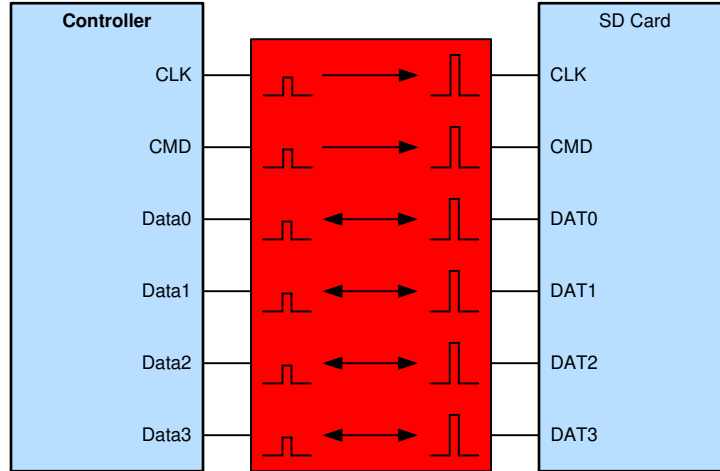 Controller
SD Card
CLK
CLK
CMD
CMD
Data0
DAT0
Data1
DAT1
Data2
DAT2
Data3
DAT3